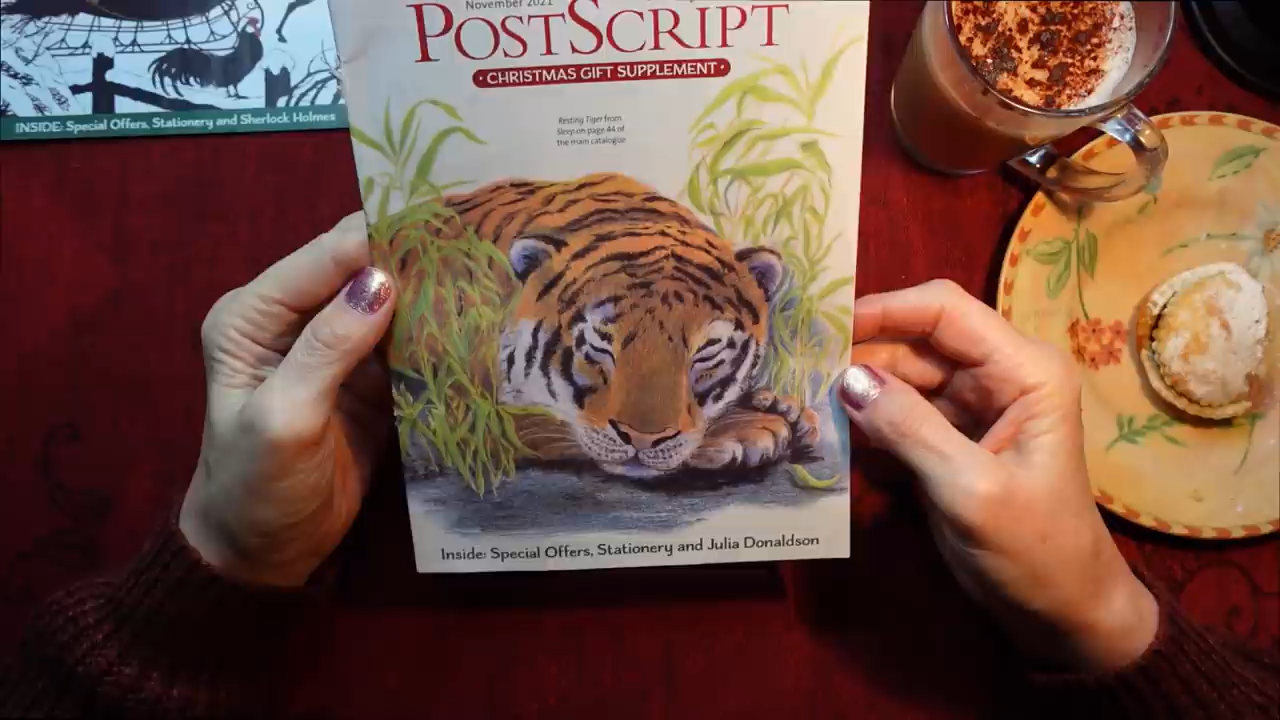 November 2021
POSTSCRIPT
· CHRISTMAS GIFT SUPPLEMENT ·
Resting Tiger from
Sleep on page 44 of
the main catalogue
Inside: Special Offers, Stationery and Julia Donaldson
INSIDE: Special Offers, Stationery and Sherlock Holmes